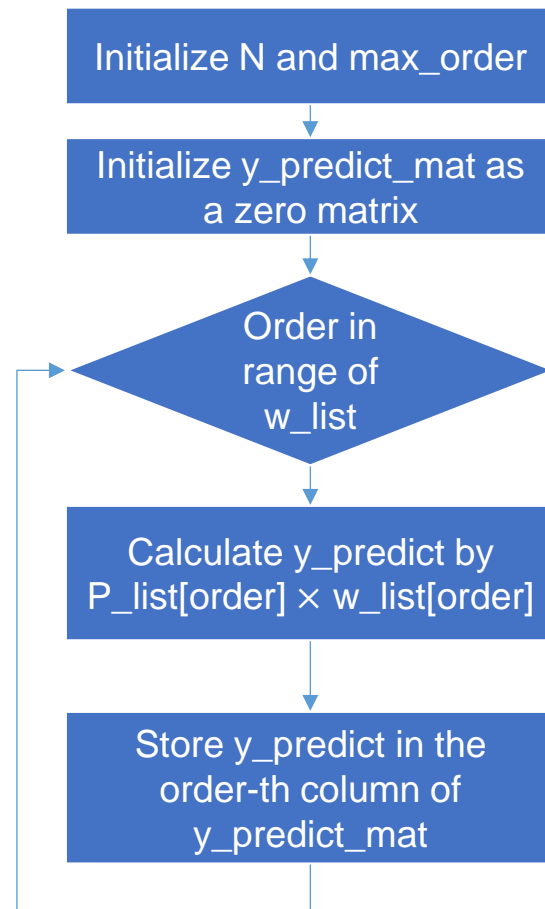 Initialize N and max_order
Initialize y_predict_mat as
a zero matrix
Order in
range of
w_list
Calculate y_predict by
P_list[order] × w_list[order]
Store y_predict in the
order-th column of
y_predict_mat